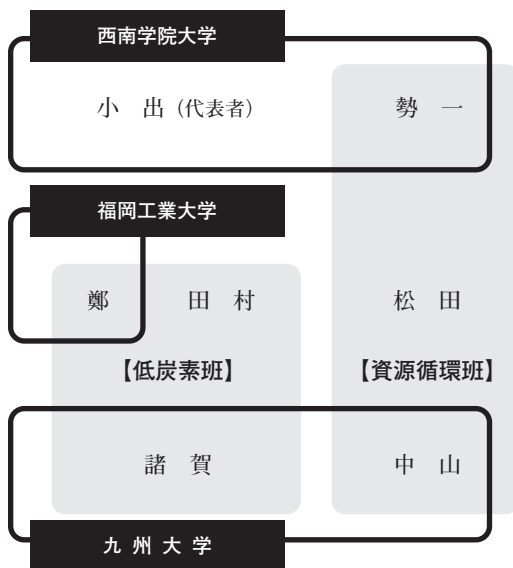 西南学院大学
小 出（代表者） 勢 一
福岡工業大学
鄭 田 村 松 田
【低炭素班】 【資源循環班】
諸 賀 中 山
九 州 大 学